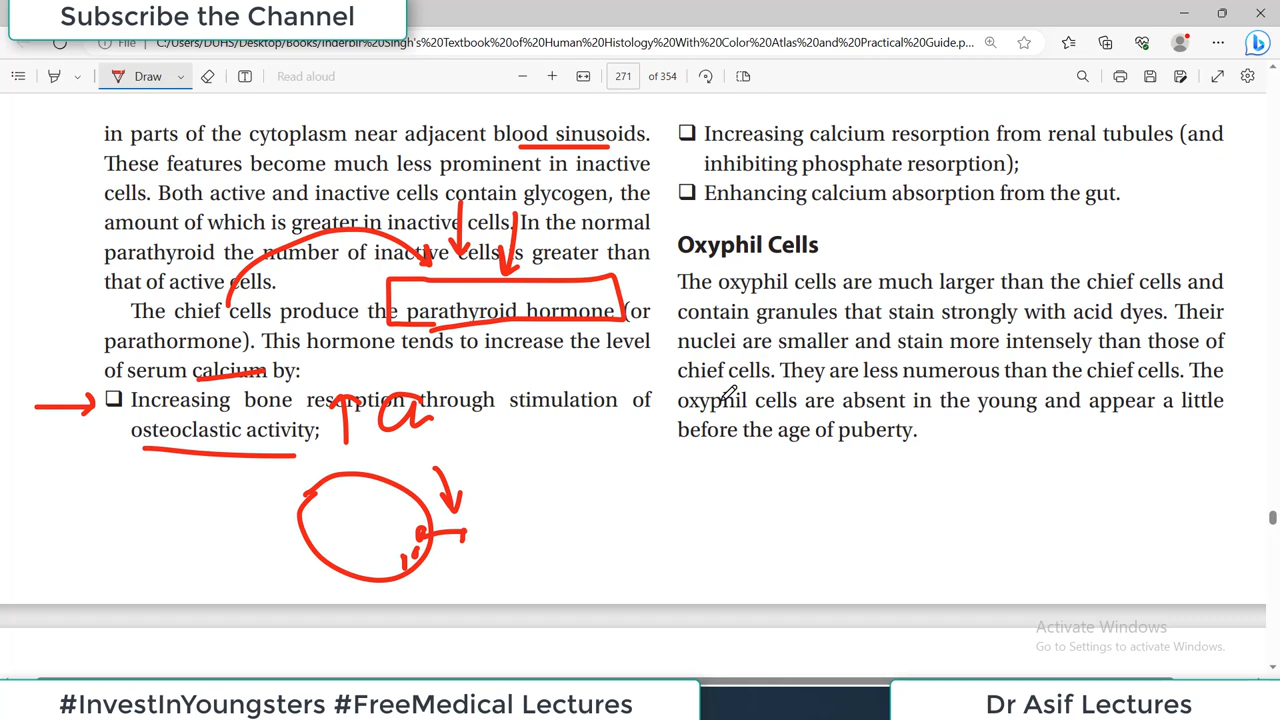 Subscribe the Channel
File
C:/Users/DUHS/Desktop/Books/Inderbir%20Singh's%20Textbook%20of%20Human%20Histology%20With%20Color%20Atlas%20and%20Practical%20Guide.p...
Draw
Read aloud
271 of 354
in parts of the cytoplasm near adjacent blood sinusoids.
These features become much less prominent in inactive
cells. Both active and inactive cells contain glycogen, the
amount of which is greater in inactive cells. In the normal
parathyroid the number of inactive cells is greater than
that of active cells.
The chief cells produce the parathyroid hormone (or
parathormone). This hormone tends to increase the level
of serum calcium by:
❑ Increasing bone resorption through stimulation of
osteoclastic activity;
❑ Increasing calcium resorption from renal tubules (and
inhibiting phosphate resorption);
❑ Enhancing calcium absorption from the gut.
Oxyphil Cells
The oxyphil cells are much larger than the chief cells and
contain granules that stain strongly with acid dyes. Their
nuclei are smaller and stain more intensely than those of
chief cells. They are less numerous than the chief cells. The
oxyphil cells are absent in the young and appear a little
before the age of puberty.
Activate Windows
Go to Settings to activate Windows.
#InvestInYoungsters #FreeMedical Lectures
Dr Asif Lectures